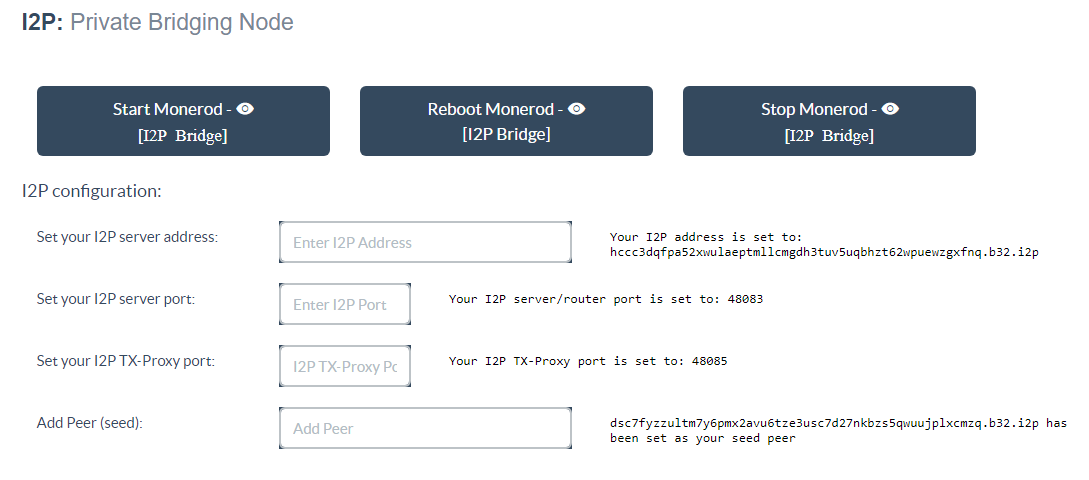 I2P: Private Bridging Node
Start Monerod -
[I2P Bridge]
Reboot Monerod -
[I2P Bridge]
Stop Monerod -
[I2P Bridge]
I2P configuration:
Set your I2P server address:
Enter I2P Address
Your I2P address is set to:
hccc3dqfpa52xwulaeptmllcmgdh3tuv5uqbhzt62wpuewzgxfnq.b32.i2p
Set your I2P server port:
Enter I2P Port
Your I2P server/router port is set to: 48083
Set your I2P TX-Proxy port:
I2P TX-Proxy Pc
Your I2P TX-Proxy port is set to: 48085
Add Peer (seed):
Add Peer
dsc7fyzzultm7y6pmx2avu6tze3usc7d27nkbzs5qwuujplxcmzq.b32.i2p has
been set as your seed peer